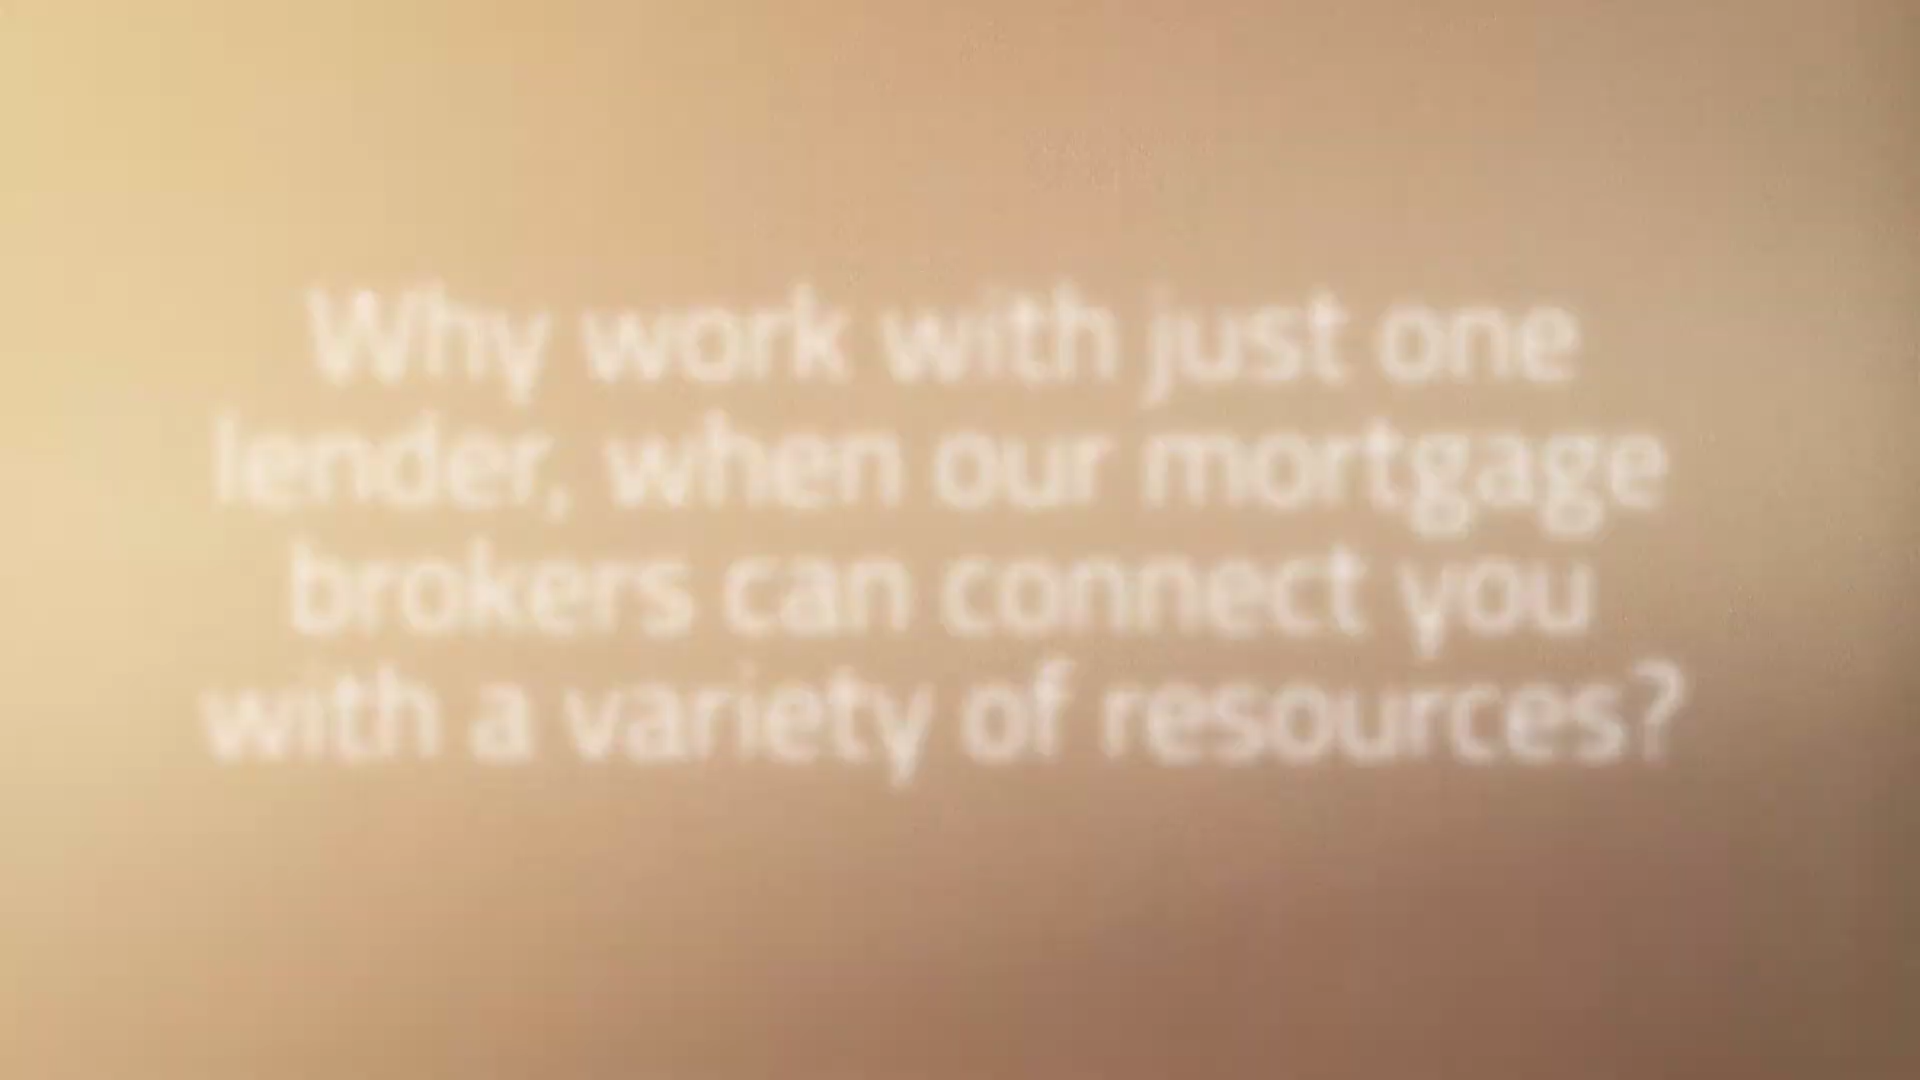 Why work with just one
lender, when our mortgage
brokers can connect you
with a variety of resources?